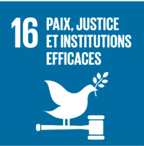 16 PAIX, JUSTICE
ET INSTITUTIONS
EFFICACES